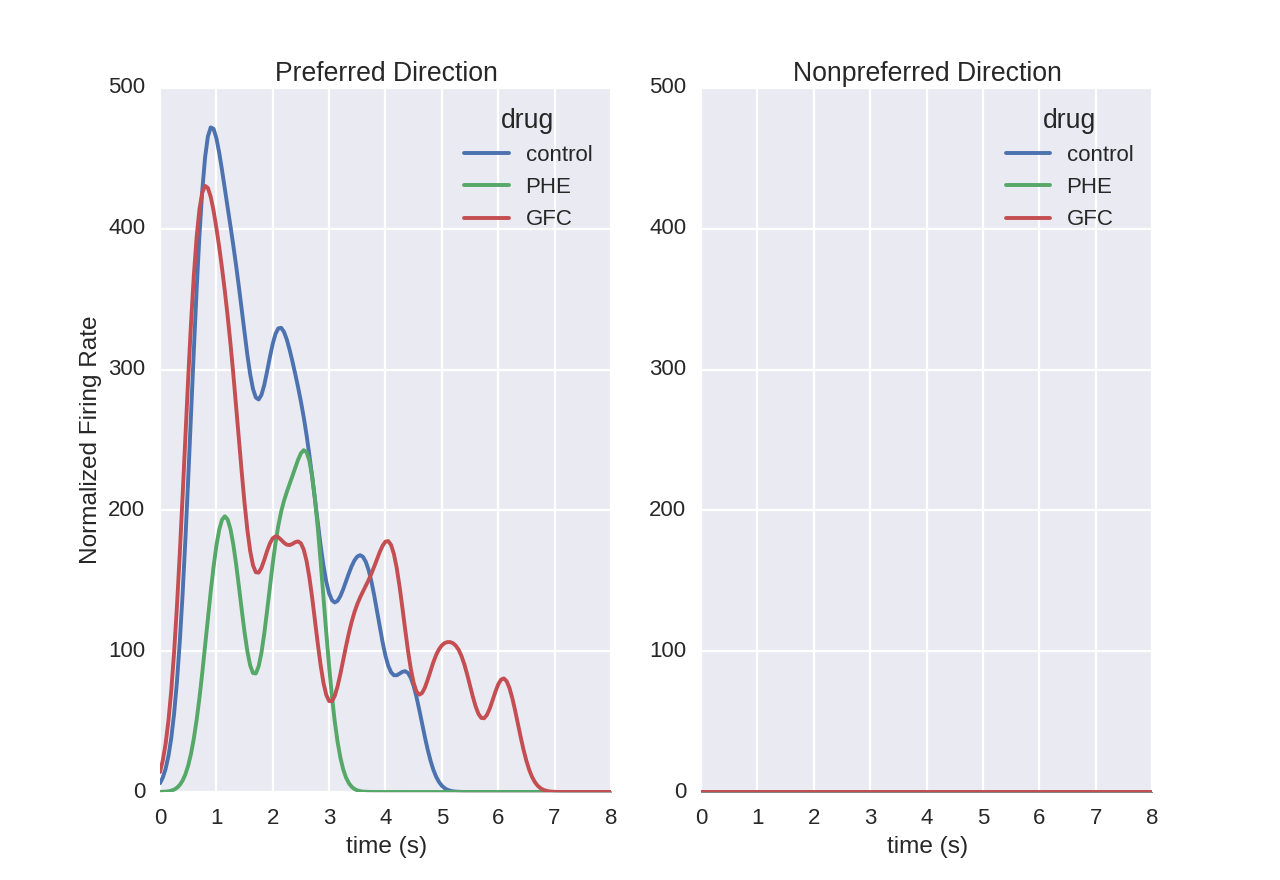 Preferred Direction
500
400
300
200
100
0
Normalized Firing Rate
drug
control
PHE
GFC
0 1 2 3 4 5 6 7 8
time (s)
Nonpreferred Direction
500
400
300
200
100
0
drug
control
PHE
GFC
0 1 2 3 4 5 6 7 8
time (s)